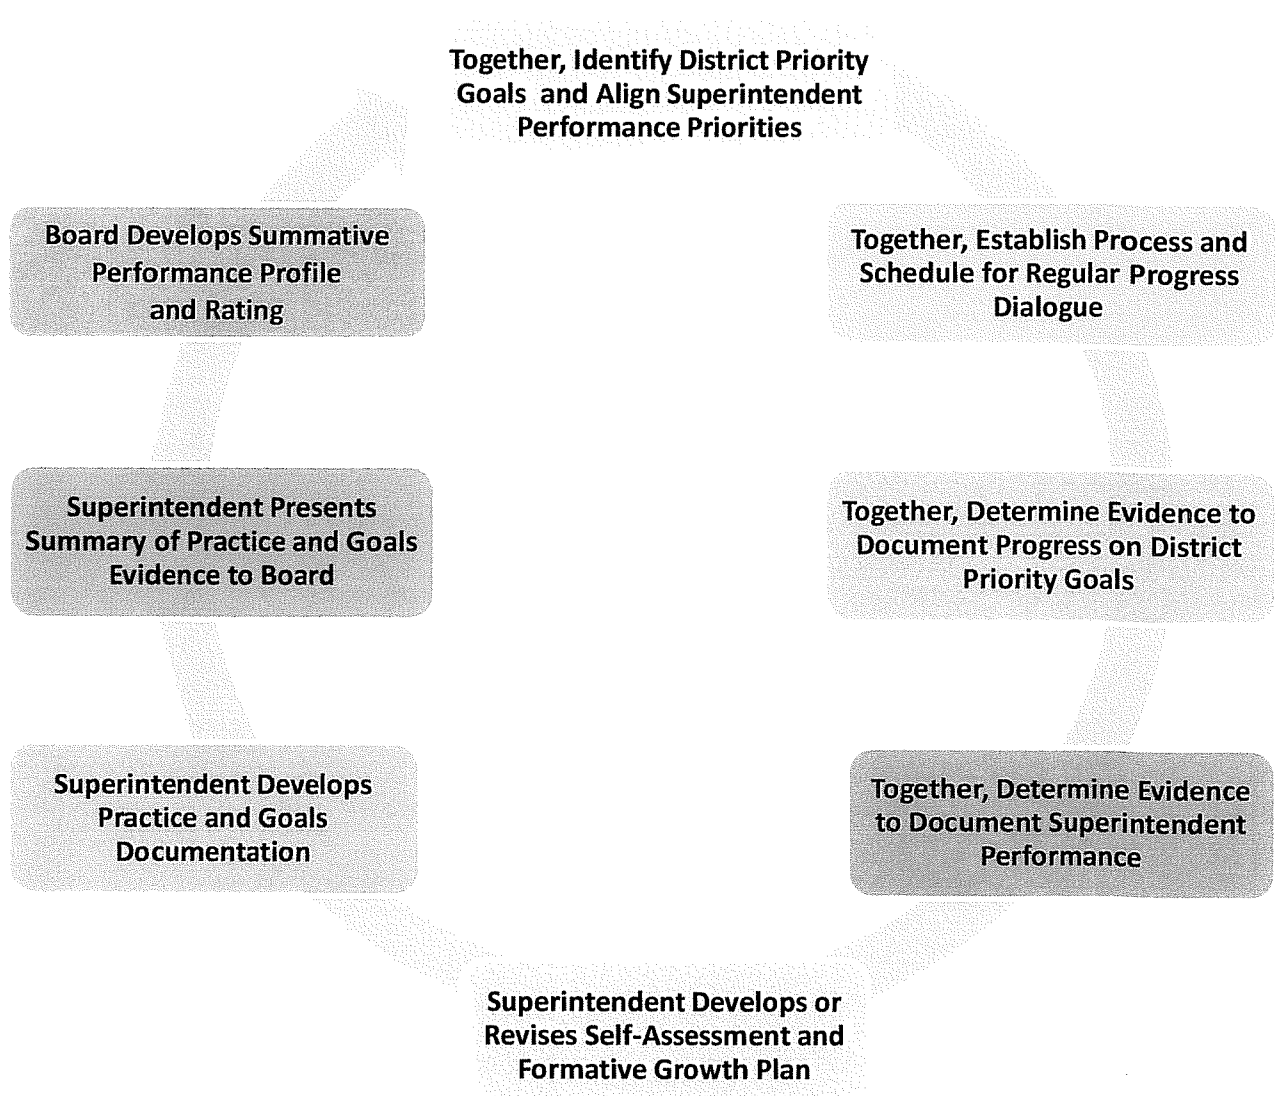 Together, Identify District Priority
Goals and Align Superintendent
Performance Priorities
Together, Establish Process and
Schedule for Regular Progress
Dialogue
Together, Determine Evidence to
Document Progress on District
Priority Goals
Together, Determine Evidence
to Document Superintendent
Performance
Superintendent Develops or
Revises Self-Assessment and
Formative Growth Plan
Superintendent Develops
Practice and Goals
Documentation
Superintendent Presents
Summary of Practice and Goals
Evidence to Board
Board Develops Summative
Performance Profile
and Rating